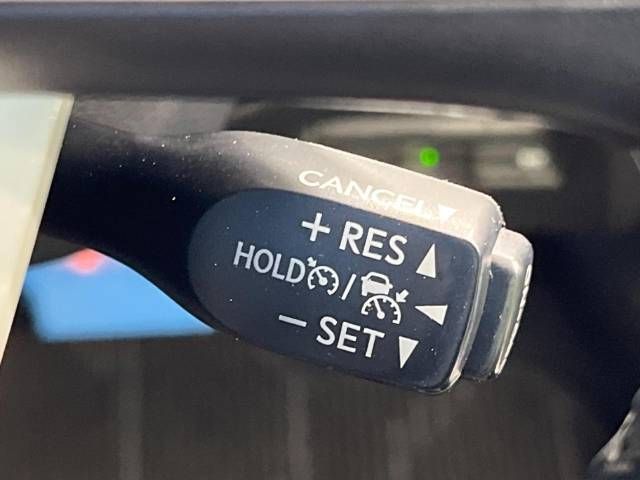 CANCEL▼
+ RES ▲
HOLD / ◀
− SET ▼